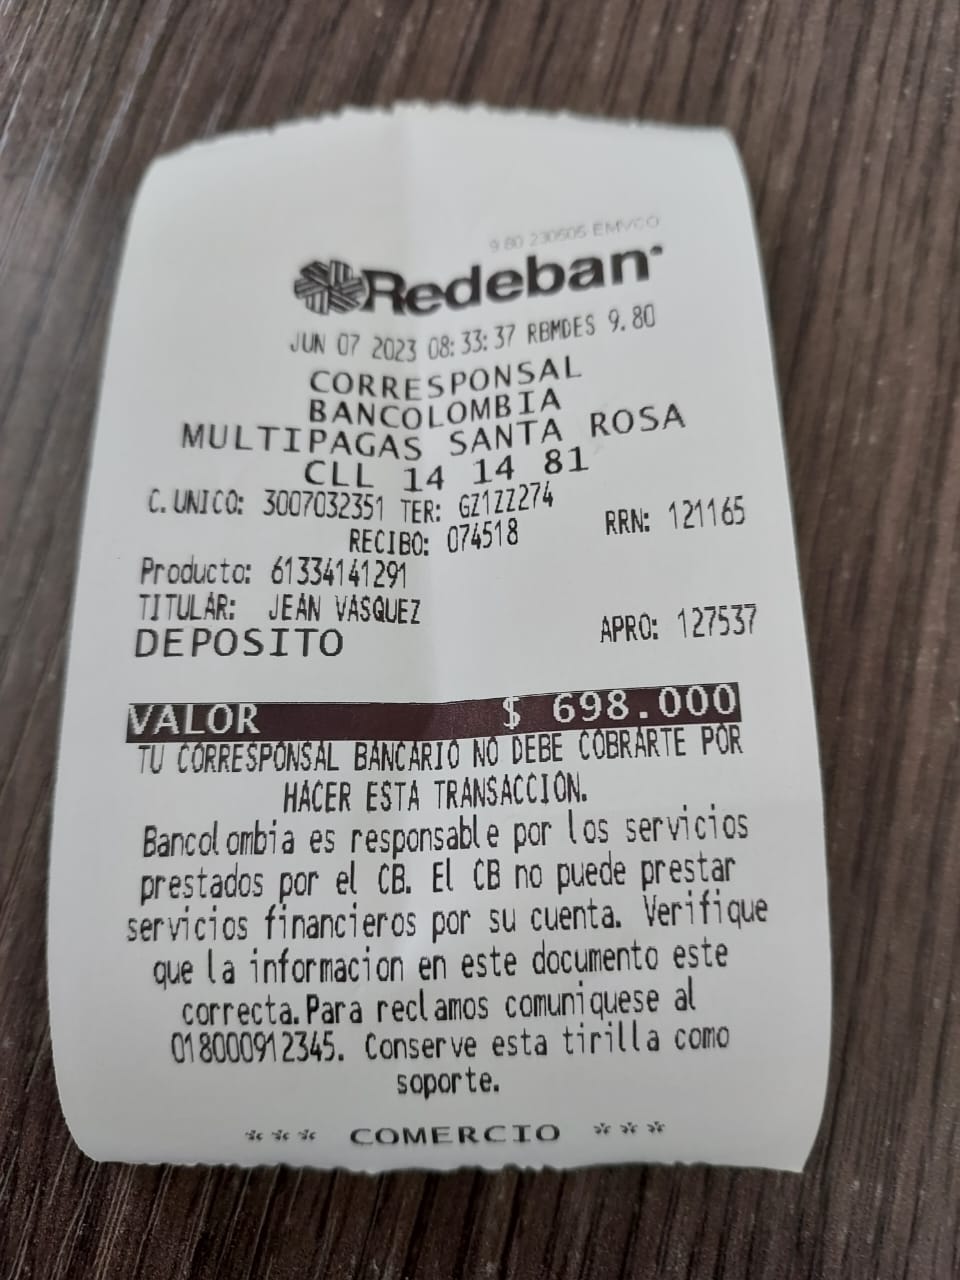 9.80 230505 EMVCO
Redeban
JUN 07 2023 08:33:37 RBMDES 9.80
CORRESPONSAL
BANCOLOMBIA
MULTIPAGAS SANTA ROSA
CLL 14 14 81
C. UNICO: 3007032351 TER: GZ1ZZ274
RECIBO: 074518 RRN: 121165
Producto: 61334141291
TITULAR: JEAN VASQUEZ
DEPOSITO APRO: 127537
VALOR $ 698.000
TU CORRESPONSAL BANCARIO NO DEBE COBRARTE POR
HACER ESTA TRANSACCION.
Bancolombia es responsable por los servicios
prestados por el CB. El CB no puede prestar
servicios financieros por su cuenta. Verifique
que la informacion en este documento este
correcta. Para reclamos comuniquese al
018000912345. Conserve esta tirilla como
soporte.
*** COMERCIO ***